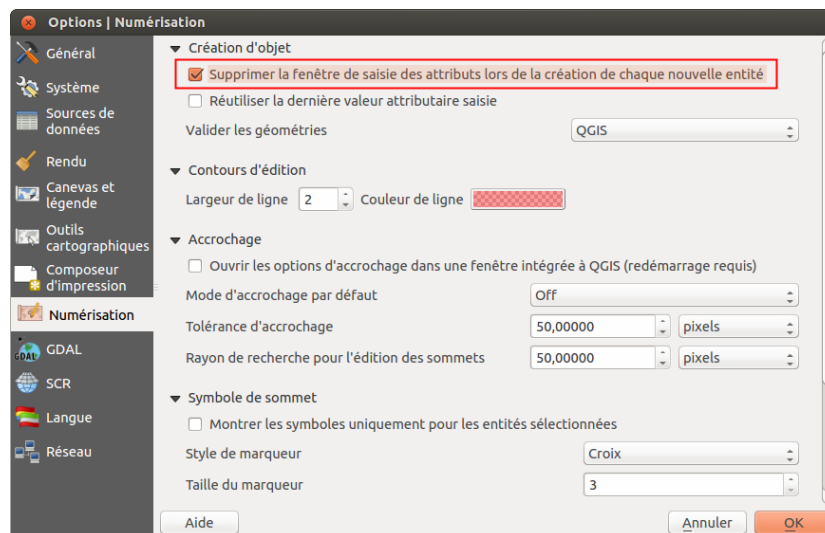 Options | Numérisation
Général
Système
Sources de
données
Rendu
Canevas et
légende
Outils
cartographiques
Composeur
d'impression
Numérisation
GDAL
GDAL
SCR
Langue
Réseau
Création d'objet
Supprimer la fenêtre de saisie des attributs lors de la création de chaque nouvelle entité
Réutiliser la dernière valeur attributaire saisie
Valider les géométries QGIS
Contours d'édition
Largeur de ligne 2 Couleur de ligne
Accrochage
Ouvrir les options d'accrochage dans une fenêtre intégrée à QGIS (redémarrage requis)
Mode d'accrochage par défaut Off
Tolérance d'accrochage 50,00000 pixels
Rayon de recherche pour l'édition des sommets 50,00000 pixels
Symbole de sommet
Montrer les symboles uniquement pour les entités sélectionnées
Style de marqueur Croix
Taille du marqueur 3
Aide Annuler OK